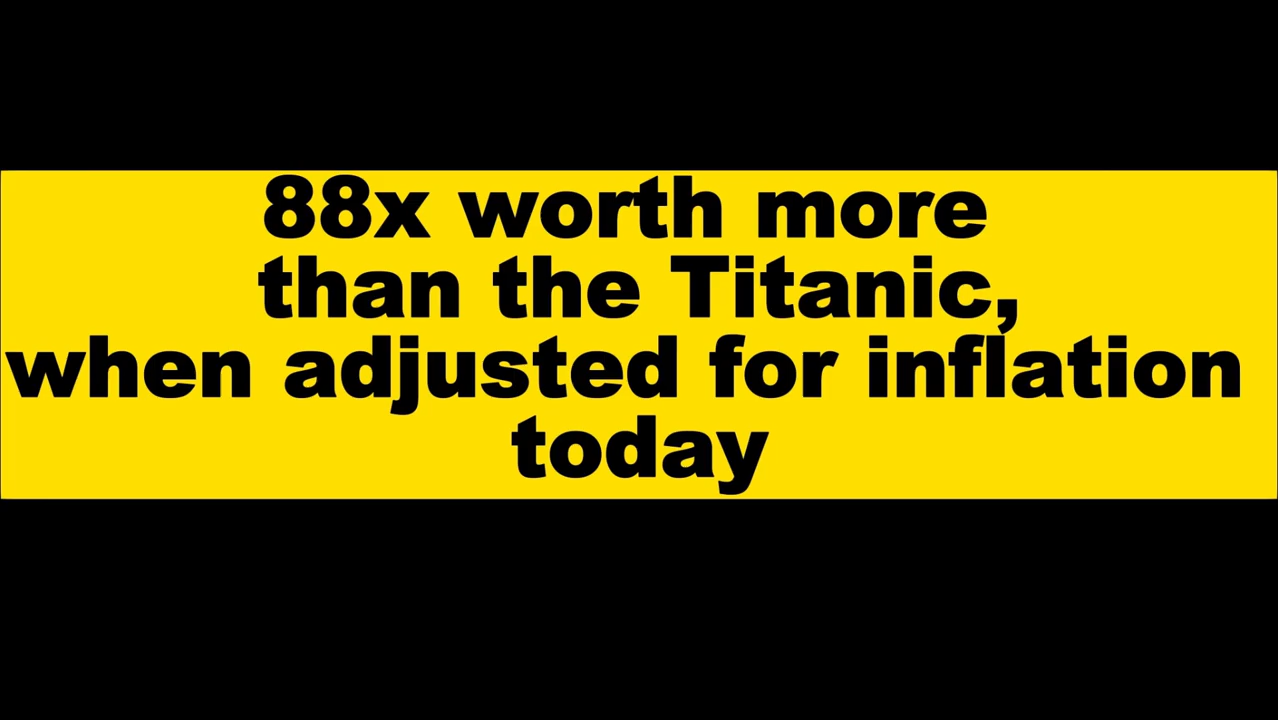 88x worth more
than the Titanic,
when adjusted for inflation
today